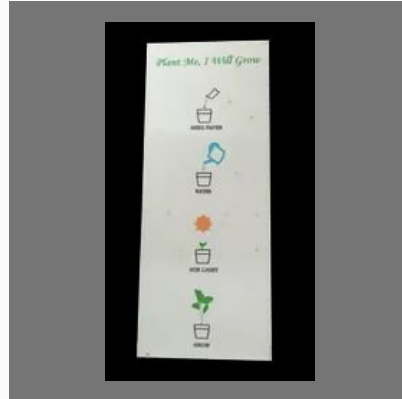 Plant Me, I Will Grow
SEED PAPER
WATER
SUN LIGHT
GROW